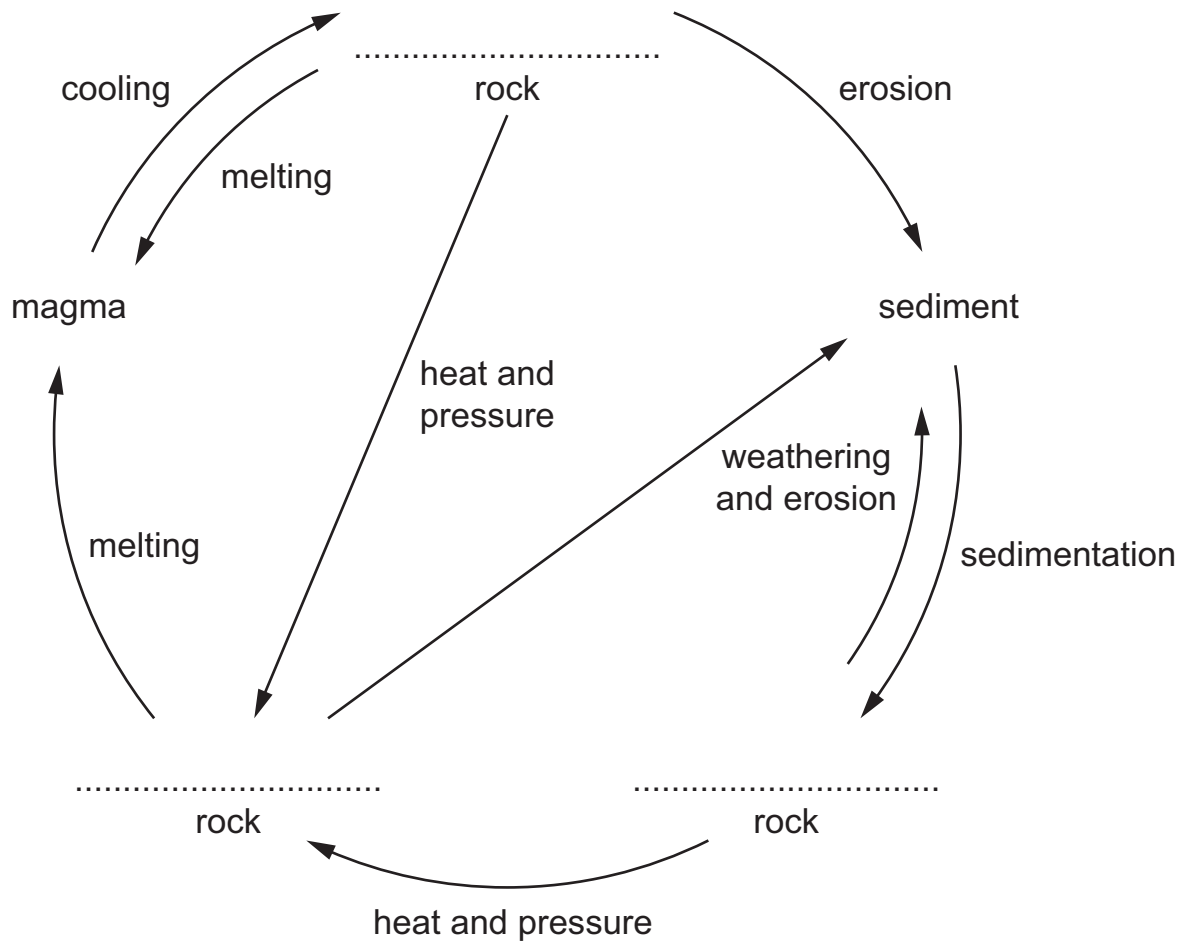 ...............................
rock
cooling
erosion
melting
magma
sediment
heat and
pressure
weathering
and erosion
melting
sedimentation
...............................
rock
...............................
rock
heat and pressure